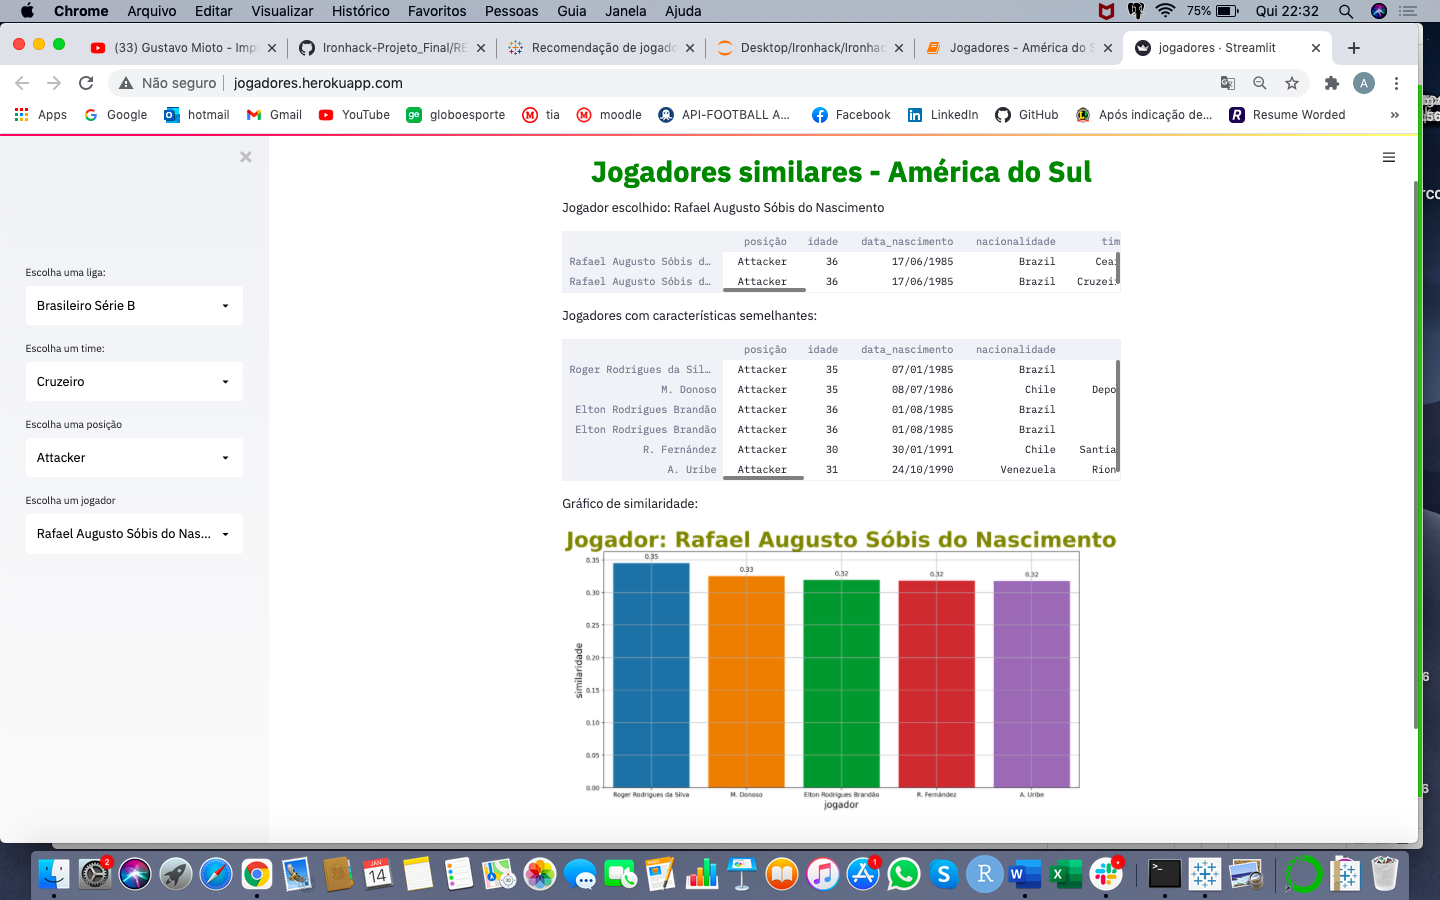 Chrome Arquivo Editar Visualizar Histórico Favoritos Pessoas Guia Janela Ajuda 75% Qui 22:32
(33) Gustavo Mioto - Imp Ironhack-Projeto_Final/RE Recomendação de jogado Desktop/Ironhack/Ironhac Jogadores - América do S jogadores · Streamlit
Não seguro jogadores.herokuapp.com A
Apps Google hotmail Gmail YouTube globoesporte tia moodle API-FOOTBALL A... Facebook LinkedIn GitHub Após indicação de... Resume Worded »
Jogadores similares - América do Sul
Jogador escolhido: Rafael Augusto Sóbis do Nascimento
posição idade data_nascimento nacionalidade tim
Rafael Augusto Sóbis d… Attacker 36 17/06/1985 Brazil Cear
Rafael Augusto Sóbis d… Attacker 36 17/06/1985 Brazil Cruzei
Jogadores com características semelhantes:
posição idade data_nascimento nacionalidade
Roger Rodrigues da Sil… Attacker 35 07/01/1985 Brazil
M. Donoso Attacker 35 08/07/1986 Chile Depo
Elton Rodrigues Brandão Attacker 36 01/08/1985 Brazil
Elton Rodrigues Brandão Attacker 36 01/08/1985 Brazil
R. Fernández Attacker 30 30/01/1991 Chile Santia
A. Uribe Attacker 31 24/10/1990 Venezuela Rion
Gráfico de similaridade:
Jogador: Rafael Augusto Sóbis do Nascimento
0.35 0.33 0.32 0.32 0.32
0.35
0.30
0.25
0.20
0.15
0.10
0.05
0.00
similaridade
Roger Rodrigues da Silva M. Donoso Elton Rodrigues Brandão R. Fernández A. Uribe
jogador
Escolha uma liga:
Brasileiro Série B
Escolha um time:
Cruzeiro
Escolha uma posição
Attacker
Escolha um jogador
Rafael Augusto Sóbis do Nas...
2 JAN 14 1